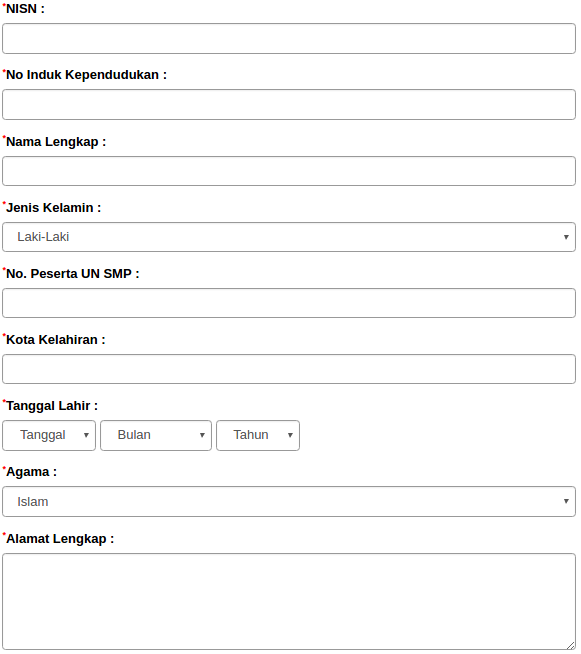 *NISN :
*No Induk Kependudukan :
*Nama Lengkap :
*Jenis Kelamin :
Laki-Laki
*No. Peserta UN SMP :
*Kota Kelahiran :
*Tanggal Lahir :
Tanggal Bulan Tahun
*Agama :
Islam
*Alamat Lengkap :